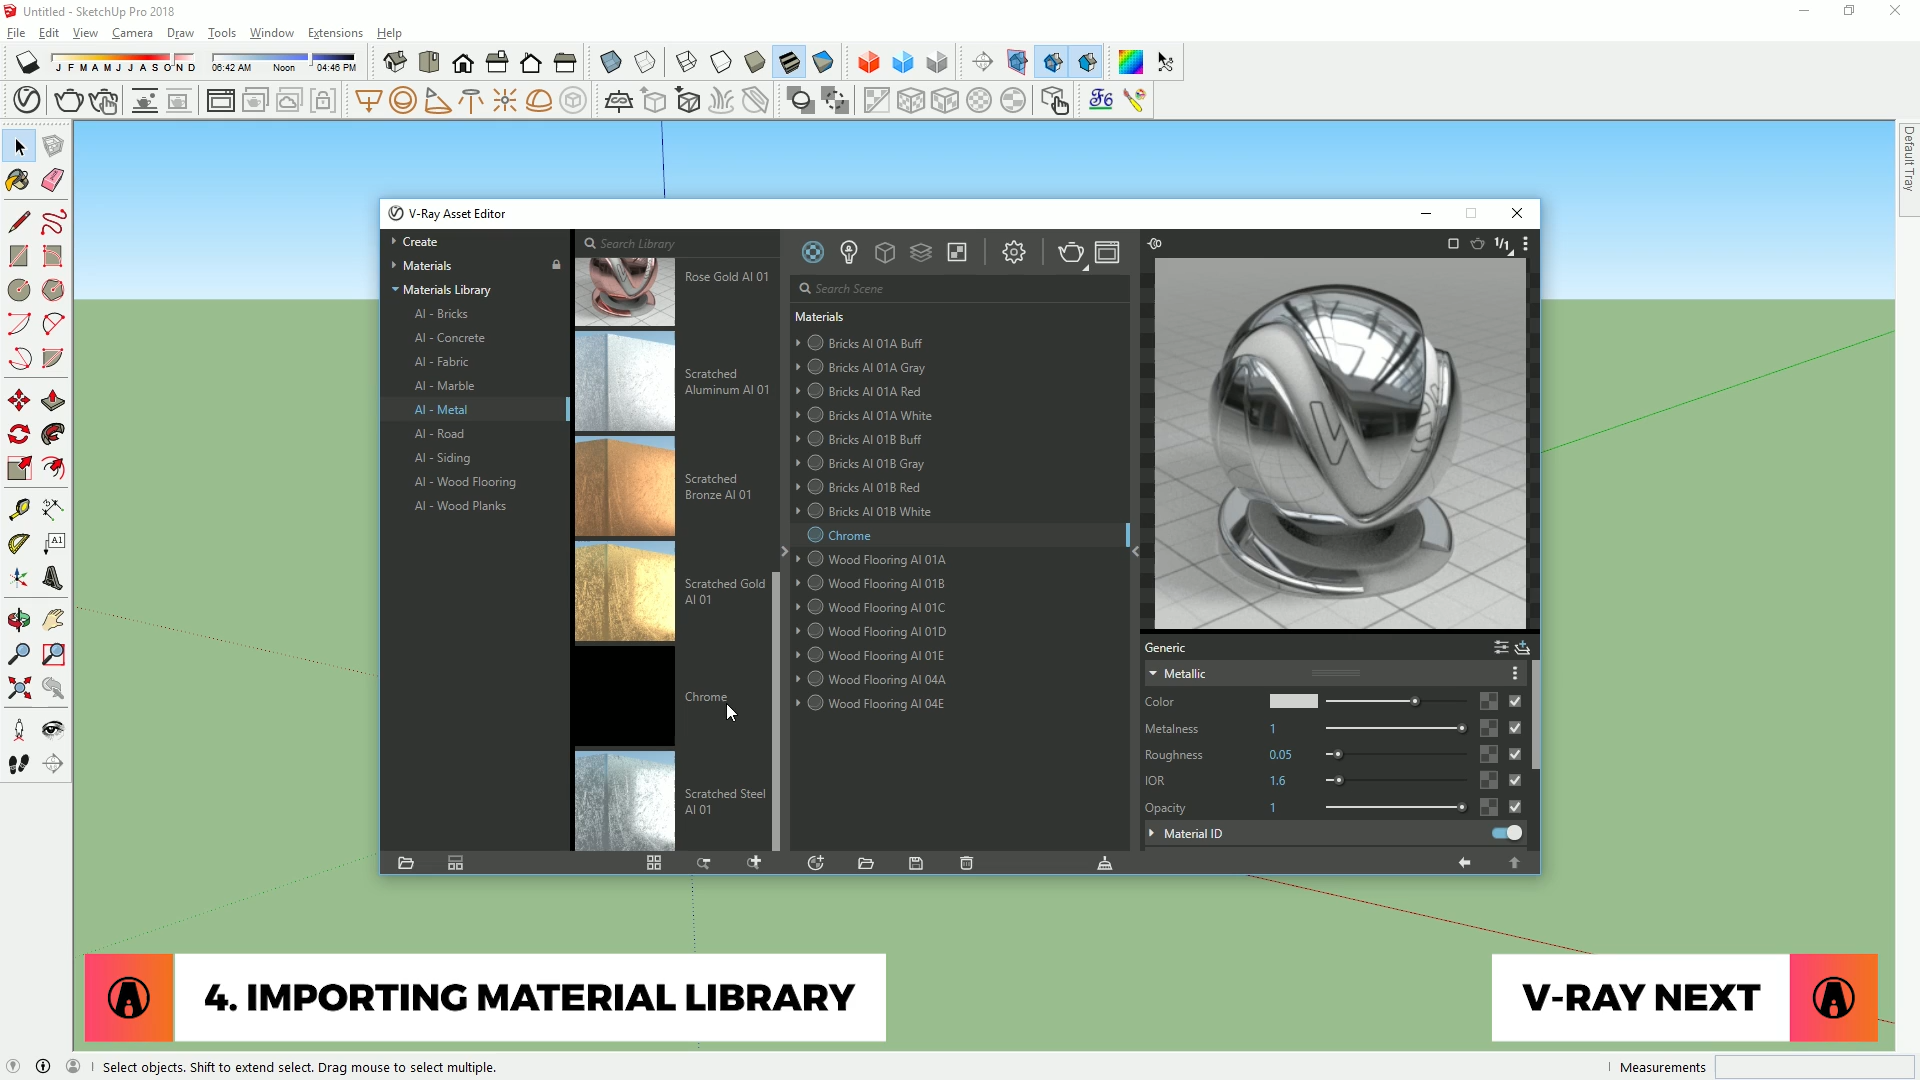 Untitled - SketchUp Pro 2018
File Edit View Camera Draw Tools Window Extensions Help
J F M A M J J A S O N D
06:42 AM Noon 04:46 PM
Default Tray
V-Ray Asset Editor
Create
Materials
Materials Library
AI - Bricks
AI - Concrete
AI - Fabric
AI - Marble
AI - Metal
AI - Road
AI - Siding
AI - Wood Flooring
AI - Wood Planks
Search Library
Rose Gold AI 01
Scratched
Aluminum AI 01
Scratched
Bronze AI 01
Scratched Gold
AI 01
Chrome
Scratched Steel
AI 01
Search Scene
Materials
Bricks AI 01A Buff
Bricks AI 01A Gray
Bricks AI 01A Red
Bricks AI 01A White
Bricks AI 01B Buff
Bricks AI 01B Gray
Bricks AI 01B Red
Bricks AI 01B White
Chrome
Wood Flooring AI 01A
Wood Flooring AI 01B
Wood Flooring AI 01C
Wood Flooring AI 01D
Wood Flooring AI 01E
Wood Flooring AI 04A
Wood Flooring AI 04E
1/1
Generic
Metallic
Color
Metalness 1
Roughness 0.05
IOR 1.6
Opacity 1
Material ID
4. IMPORTING MATERIAL LIBRARY
V-RAY NEXT
Select objects. Shift to extend select. Drag mouse to select multiple.
Measurements